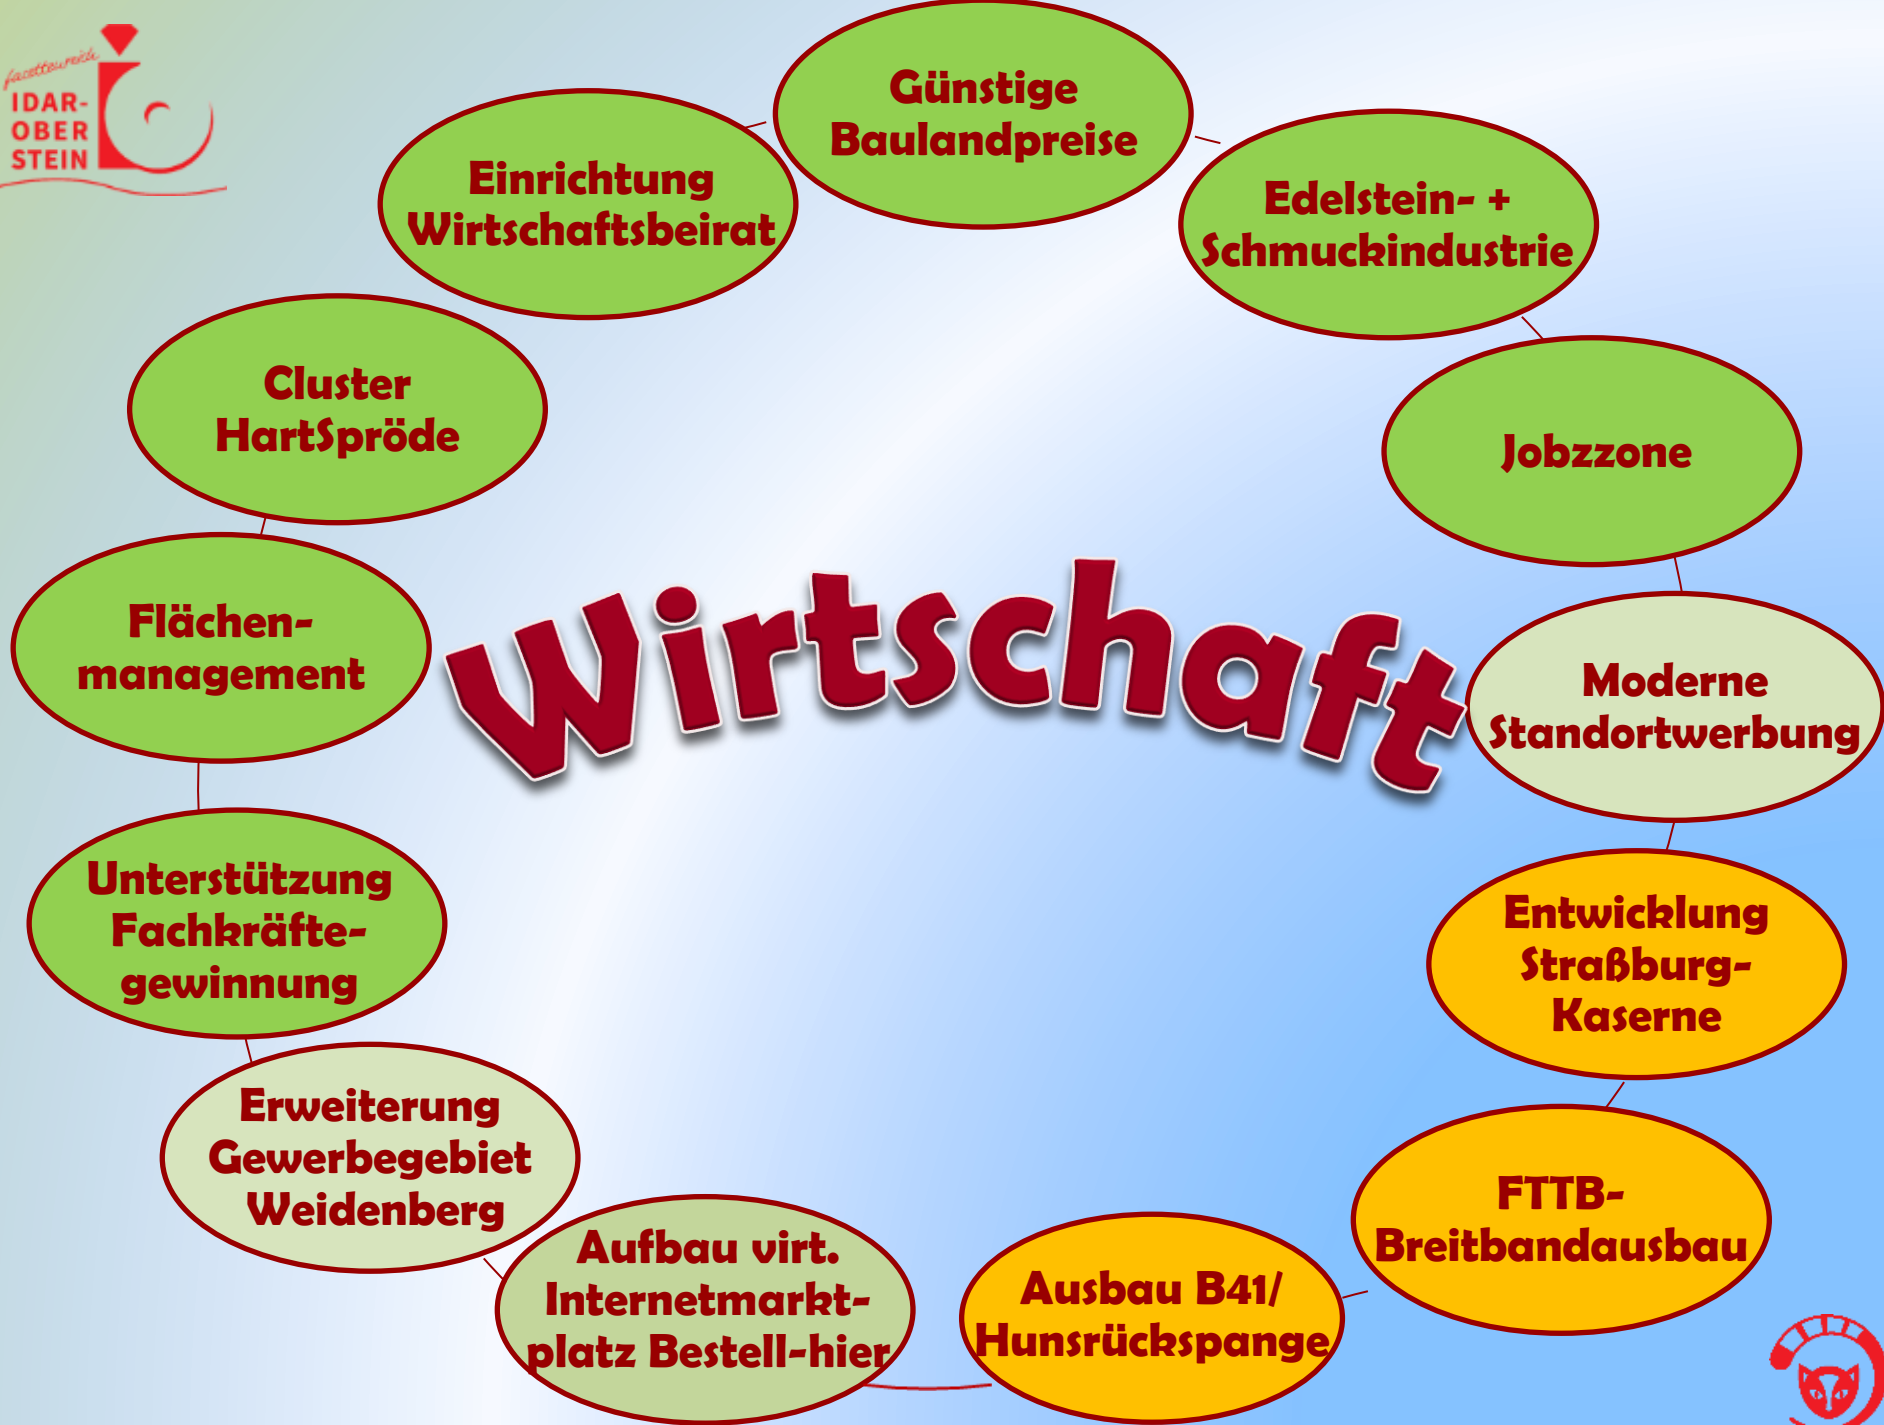 facettenreich
IDAR-
OBER
STEIN
Günstige
Baulandpreise
Edelstein- +
Schmuckindustrie
Jobzzone
Moderne
Standortwerbung
Entwicklung
Straßburg-
Kaserne
FTTB-
Breitbandausbau
Ausbau B41/
Hunsrückspange
Aufbau virt.
Internetmarkt-
platz Bestell-hier
Erweiterung
Gewerbegebiet
Weidenberg
Unterstützung
Fachkräfte-
gewinnung
Flächen-
management
Cluster
HartSpröde
Einrichtung
Wirtschaftsbeirat
Wirtschaft